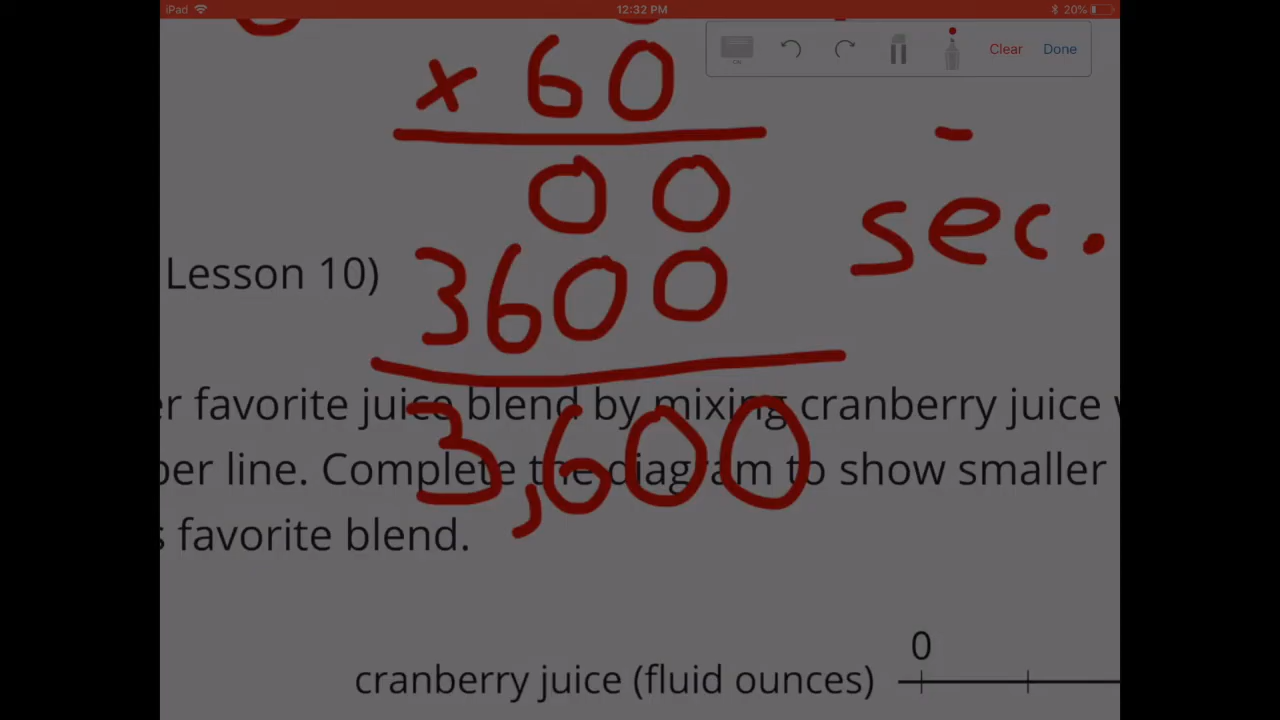 iPad 12:32 PM 20%
Clear Done
× 60
00
sec.
3600
Lesson 10)
3,600
er favorite juice blend by mixing cranberry juice
per line. Complete the diagram to show smaller
s favorite blend.
0
cranberry juice (fluid ounces)